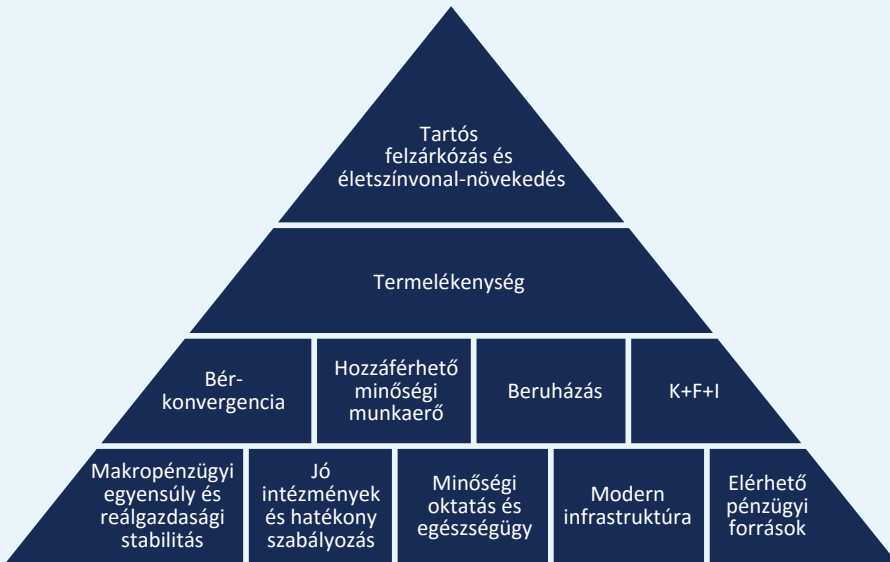 Tartós
felzárkózás és
életszínvonal-növekedés
Termelékenység
Bér-
konvergencia
Hozzáférhető
minőségi
munkaerő
Beruházás
K+F+I
Makropénzügyi
egyensúly és
reálgazdasági
stabilitás
Jó
intézmények
és hatékony
szabályozás
Minőségi
oktatás és
egészségügy
Modern
infrastruktúra
Elérhető
pénzügyi
források